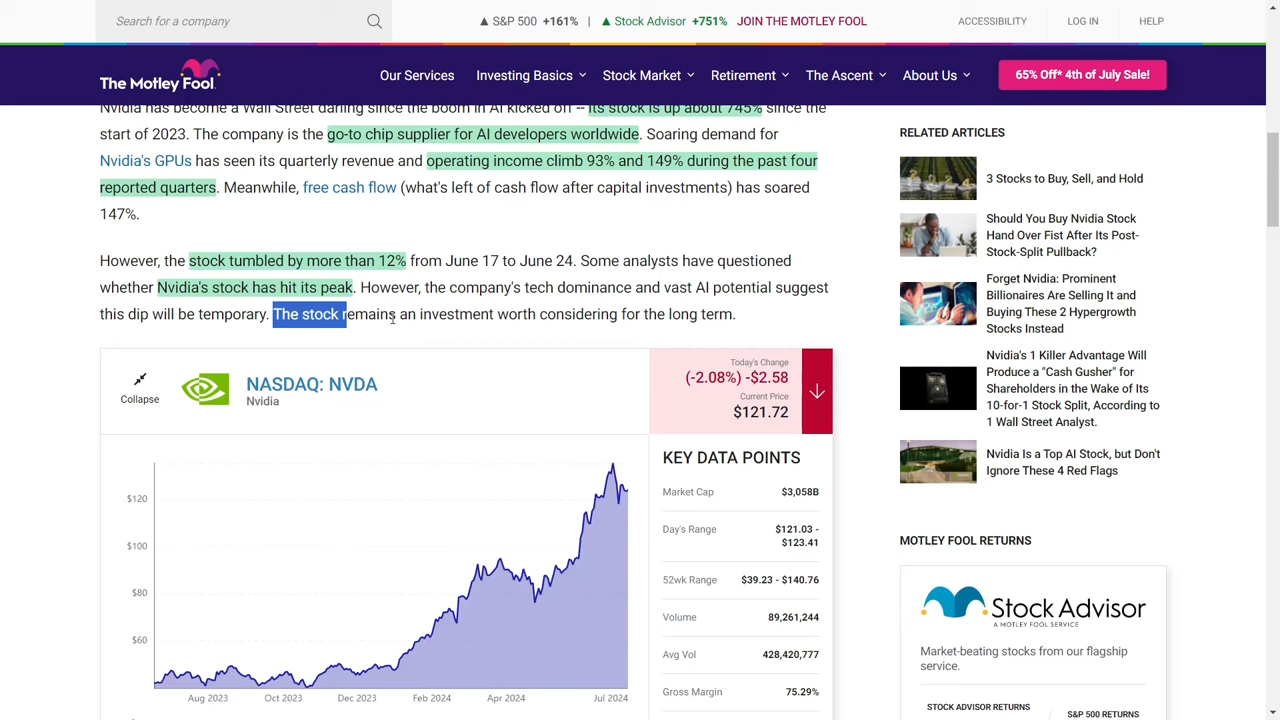 Search for a company
▲ S&P 500 +161% | ▲ Stock Advisor +751% JOIN THE MOTLEY FOOL
ACCESSIBILITY LOG IN HELP
The Motley Fool
Our Services Investing Basics Stock Market Retirement The Ascent About Us 65% Off* 4th of July Sale!
Nvidia has become a Wall Street darling since the boom in AI kicked off -- its stock is up about 745% since the
start of 2023. The company is the go-to chip supplier for AI developers worldwide. Soaring demand for
Nvidia's GPUs has seen its quarterly revenue and operating income climb 93% and 149% during the past four
reported quarters. Meanwhile, free cash flow (what's left of cash flow after capital investments) has soared
147%.
However, the stock tumbled by more than 12% from June 17 to June 24. Some analysts have questioned
whether Nvidia's stock has hit its peak. However, the company's tech dominance and vast AI potential suggest
this dip will be temporary. The stock remains an investment worth considering for the long term.
Collapse
NASDAQ: NVDA
Nvidia
Today's Change
(-2.08%) -$2.58
Current Price
$121.72
$120
$100
$80
$60
Aug 2023 Oct 2023 Dec 2023 Feb 2024 Apr 2024 Jul 2024
KEY DATA POINTS
Market Cap $3,058B
Day's Range $121.03 -
$123.41
52wk Range $39.23 - $140.76
Volume 89,261,244
Avg Vol 428,420,777
Gross Margin 75.29%
RELATED ARTICLES
3 Stocks to Buy, Sell, and Hold
Should You Buy Nvidia Stock
Hand Over Fist After Its Post-
Stock-Split Pullback?
Forget Nvidia: Prominent
Billionaires Are Selling It and
Buying These 2 Hypergrowth
Stocks Instead
Nvidia's 1 Killer Advantage Will
Produce a "Cash Gusher" for
Shareholders in the Wake of Its
10-for-1 Stock Split, According to
1 Wall Street Analyst.
Nvidia Is a Top AI Stock, but Don't
Ignore These 4 Red Flags
MOTLEY FOOL RETURNS
Stock Advisor
A MOTLEY FOOL SERVICE
Market-beating stocks from our flagship
service.
STOCK ADVISOR RETURNS
S&P 500 RETURNS